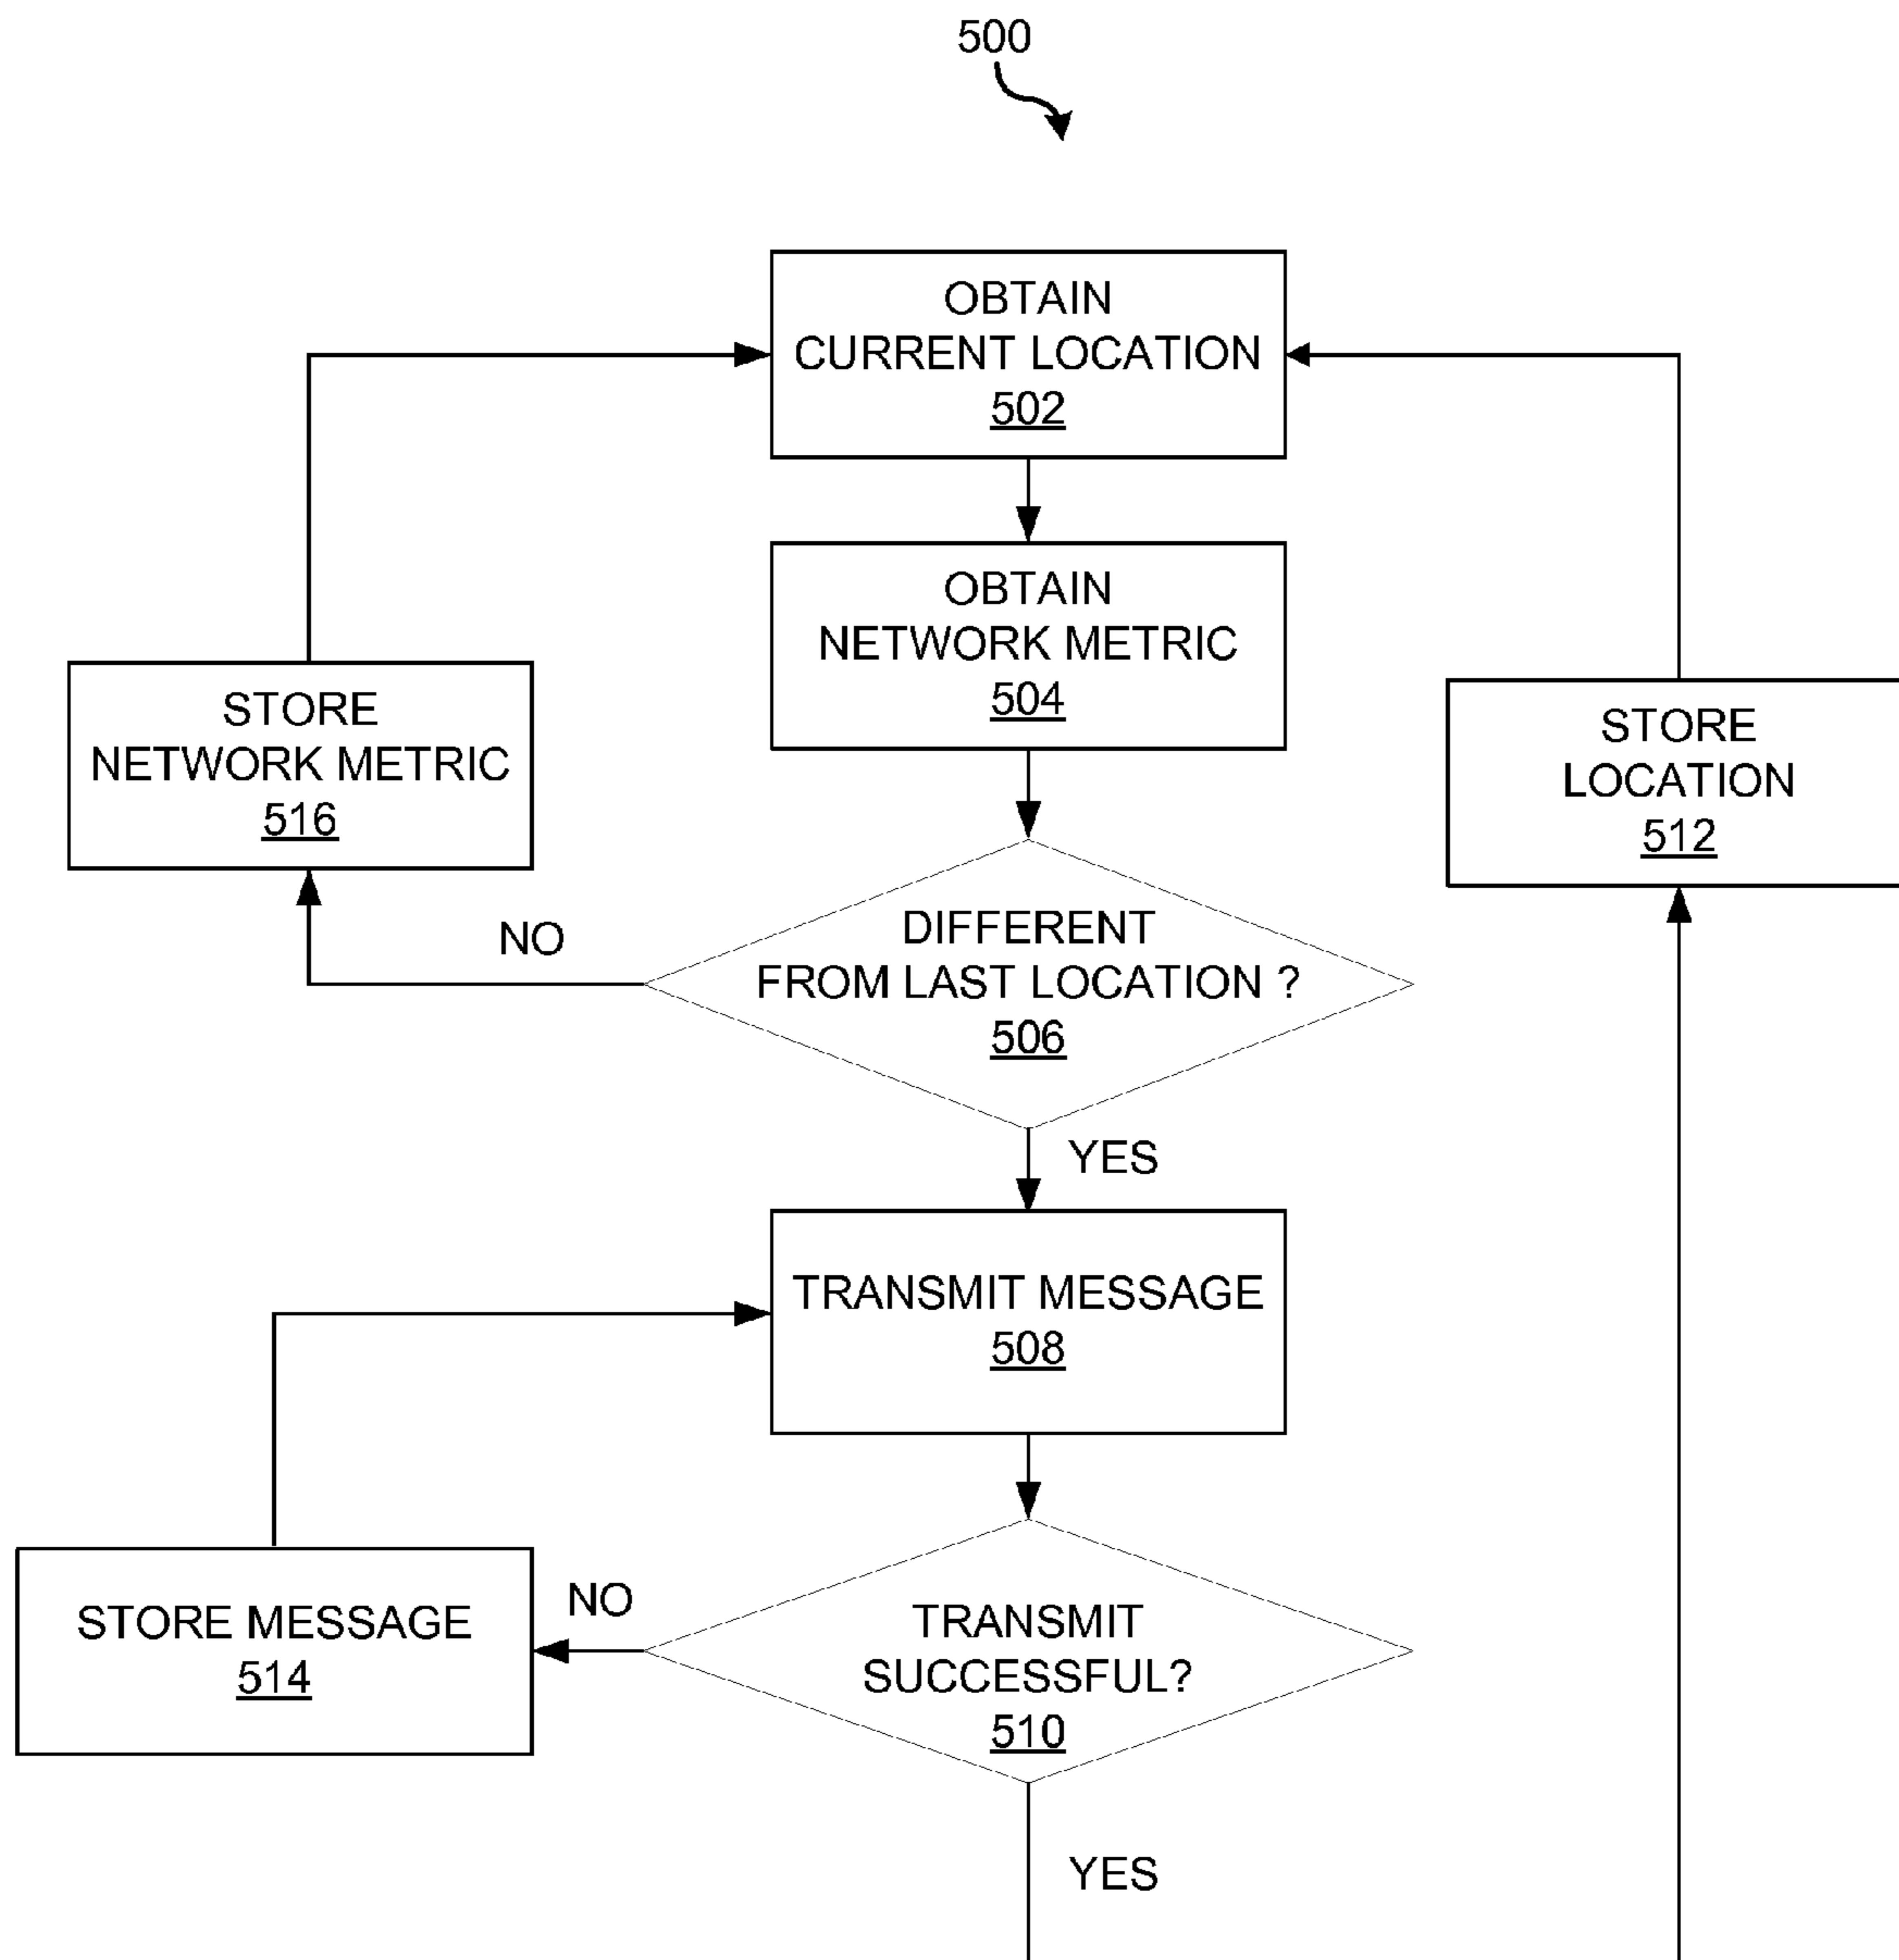 500
OBTAIN
CURRENT LOCATION
502
OBTAIN
NETWORK METRIC
504
STORE
NETWORK METRIC
516
STORE
LOCATION
512
NO
DIFFERENT
FROM LAST LOCATION ?
506
YES
TRANSMIT MESSAGE
508
STORE MESSAGE
514
NO
TRANSMIT
SUCCESSFUL?
510
YES